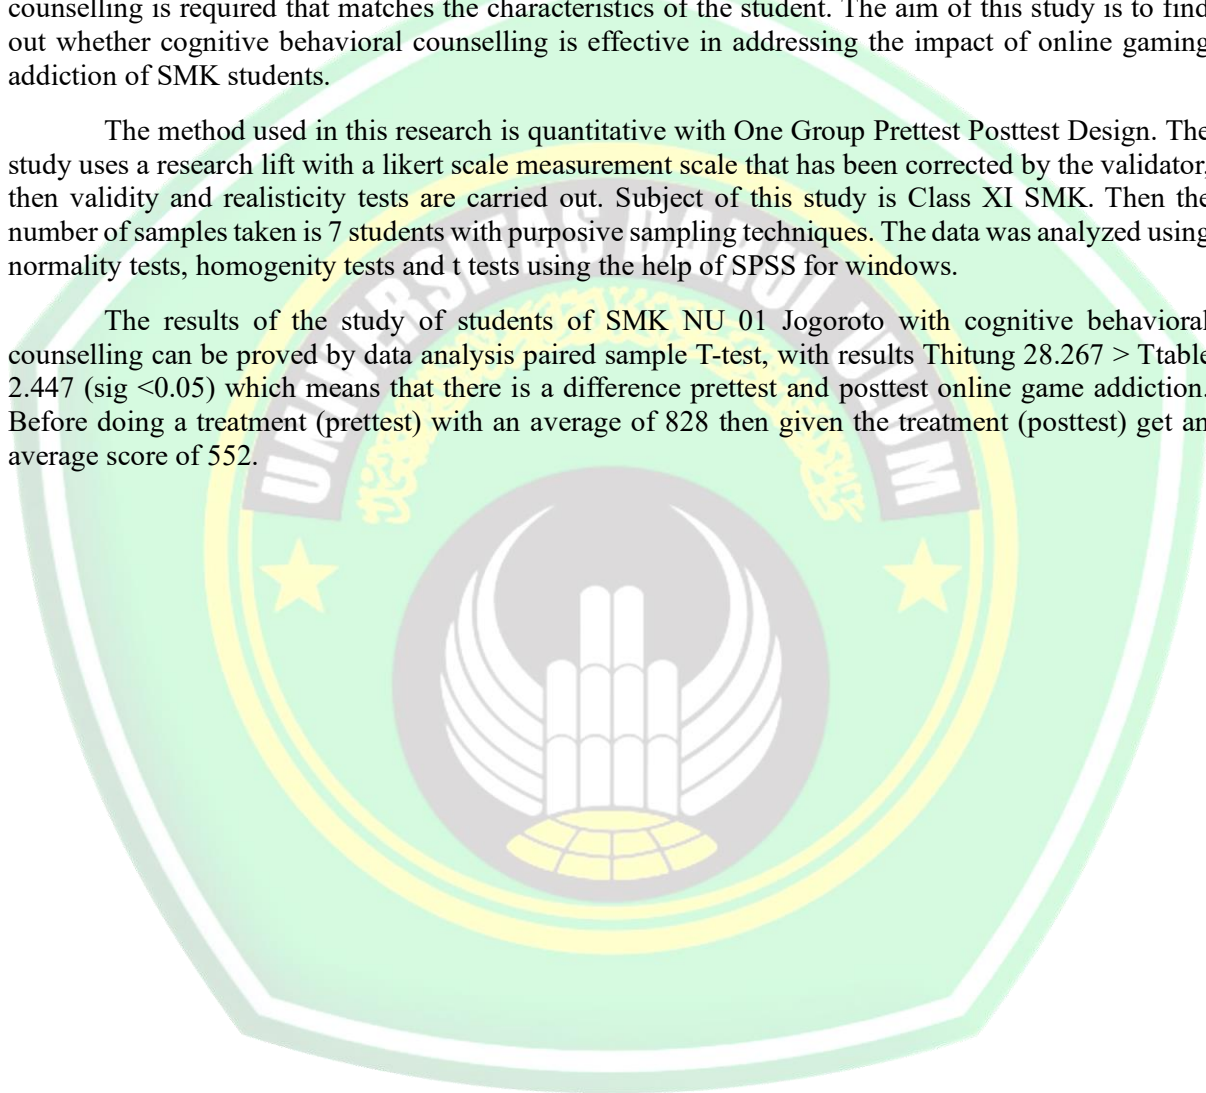 counselling is required that matches the characteristics of the student. The aim of this study is to find
out whether cognitive behavioral counselling is effective in addressing the impact of online gaming
addiction of SMK students.
The method used in this research is quantitative with One Group Prettest Posttest Design. The
study uses a research lift with a likert scale measurement scale that has been corrected by the validator,
then validity and realisticity tests are carried out. Subject of this study is Class XI SMK. Then the
number of samples taken is 7 students with purposive sampling techniques. The data was analyzed using
normality tests, homogenity tests and t tests using the help of SPSS for windows.
The results of the study of students of SMK NU 01 Jogoroto with cognitive behavioral
counselling can be proved by data analysis paired sample T-test, with results Thitung 28.267 > Ttable
2.447 (sig <0.05) which means that there is a difference prettest and posttest online game addiction.
Before doing a treatment (prettest) with an average of 828 then given the treatment (posttest) get an
average score of 552.
UNIVERSITAS DARUL ULUM